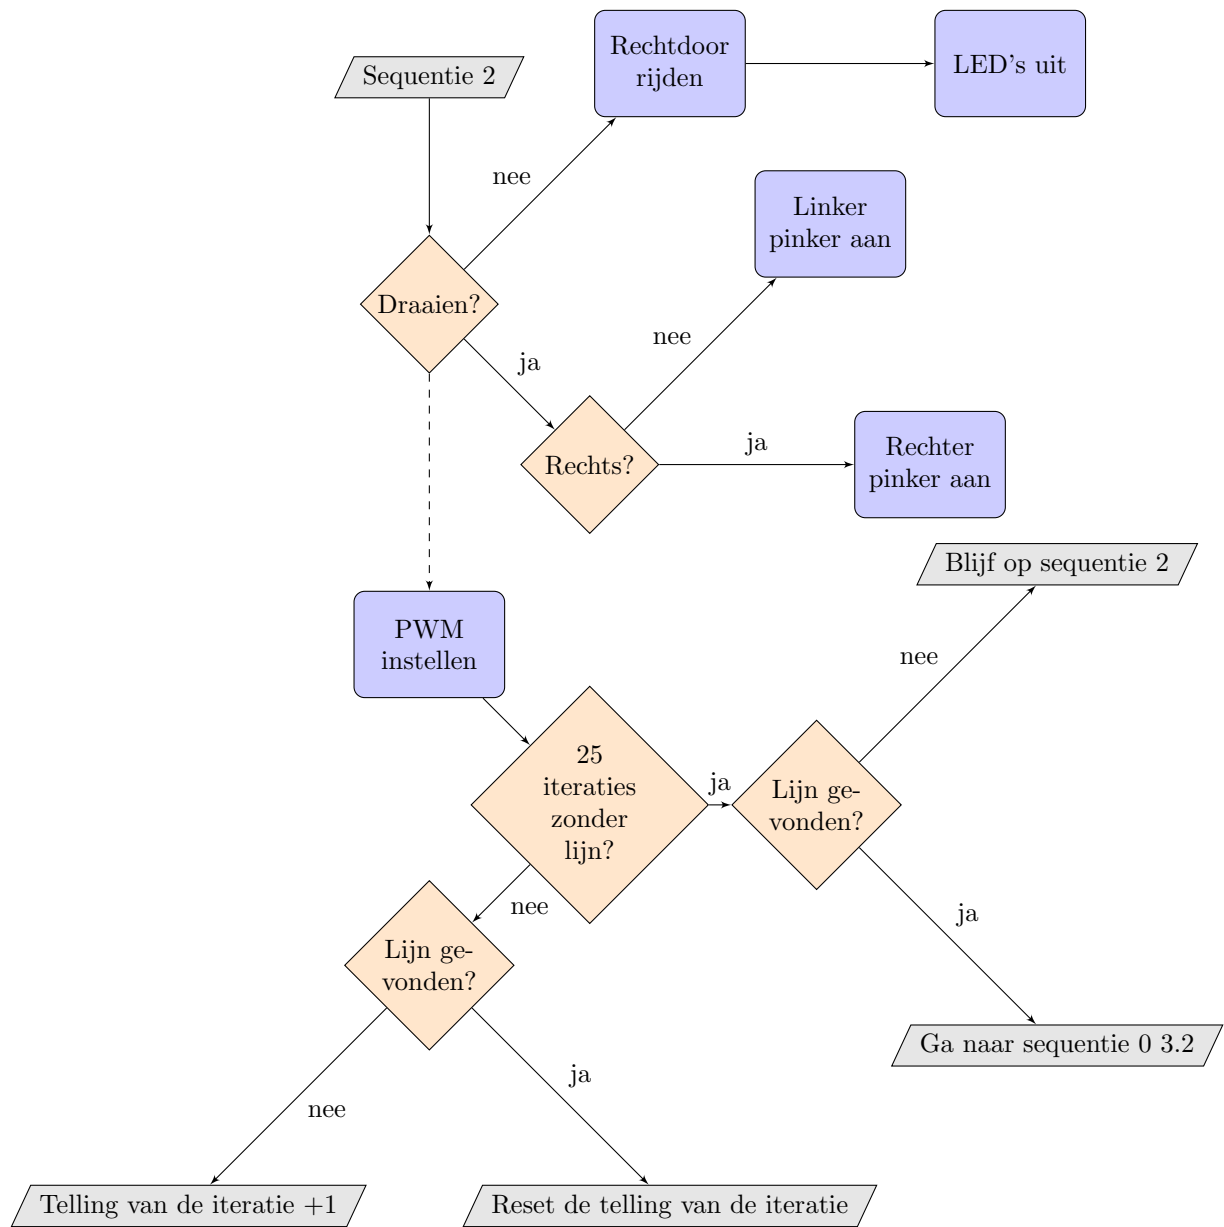 Sequentie 2
Rechtdoor
rijden
LED's uit
nee
Linker
pinker aan
Draaien?
ja
nee
Rechts?
ja
Rechter
pinker aan
Blijf op sequentie 2
PWM
instellen
nee
25
iteraties
zonder
lijn?
ja
Lijn ge-
vonden?
nee
Lijn ge-
vonden?
ja
Ga naar sequentie 0 3.2
ja
nee
Telling van de iteratie +1
Reset de telling van de iteratie